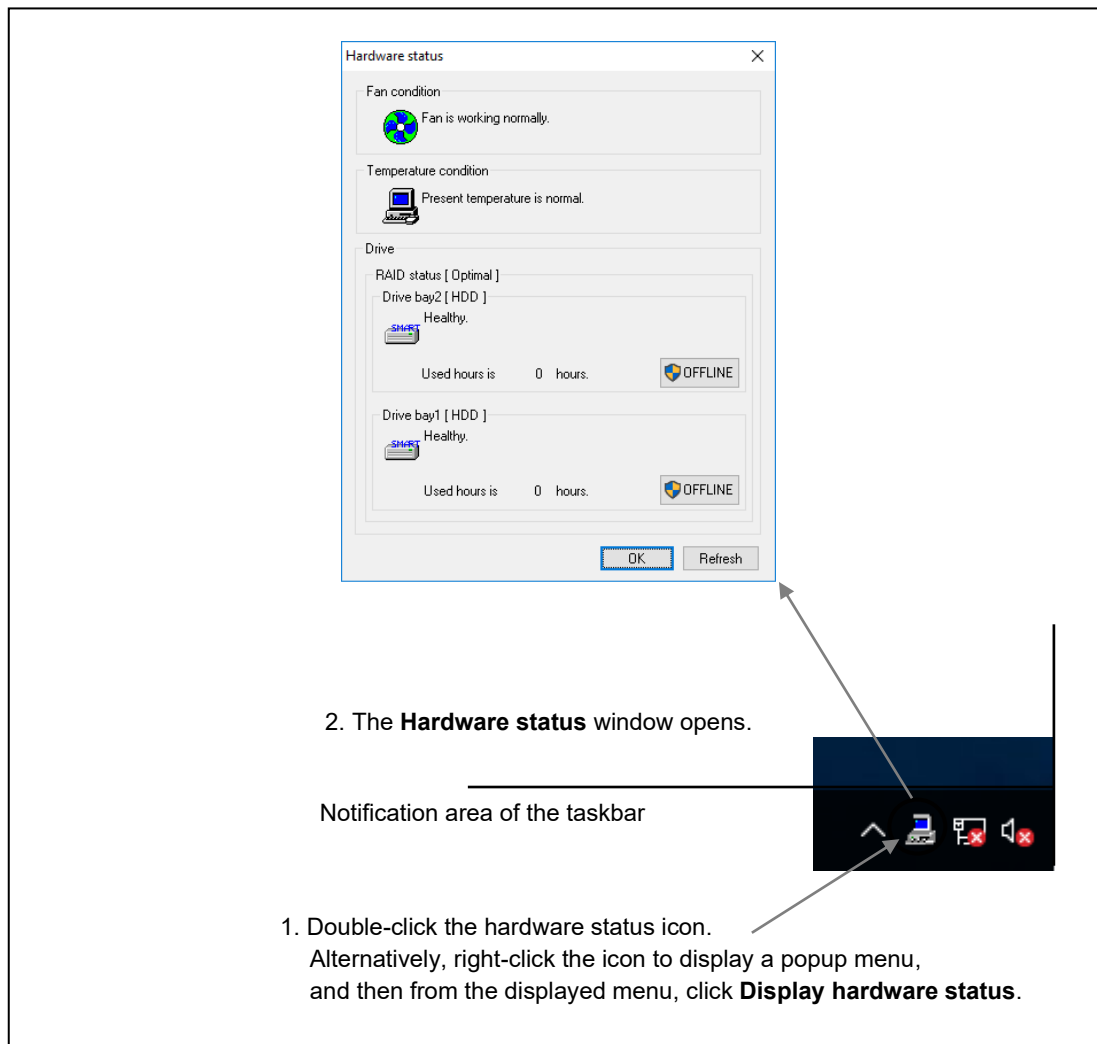 Hardware status
Fan condition
Fan is working normally.
Temperature condition
Present temperature is normal.
Drive
RAID status [ Optimal ]
Drive bay2 [ HDD ]
SMART
Healthy.
Used hours is 0 hours.
OFFLINE
Drive bay1 [ HDD ]
SMART
Healthy.
Used hours is 0 hours.
OFFLINE
OK Refresh
2. The Hardware status window opens.
Notification area of the taskbar
1. Double-click the hardware status icon.
Alternatively, right-click the icon to display a popup menu,
and then from the displayed menu, click Display hardware status.